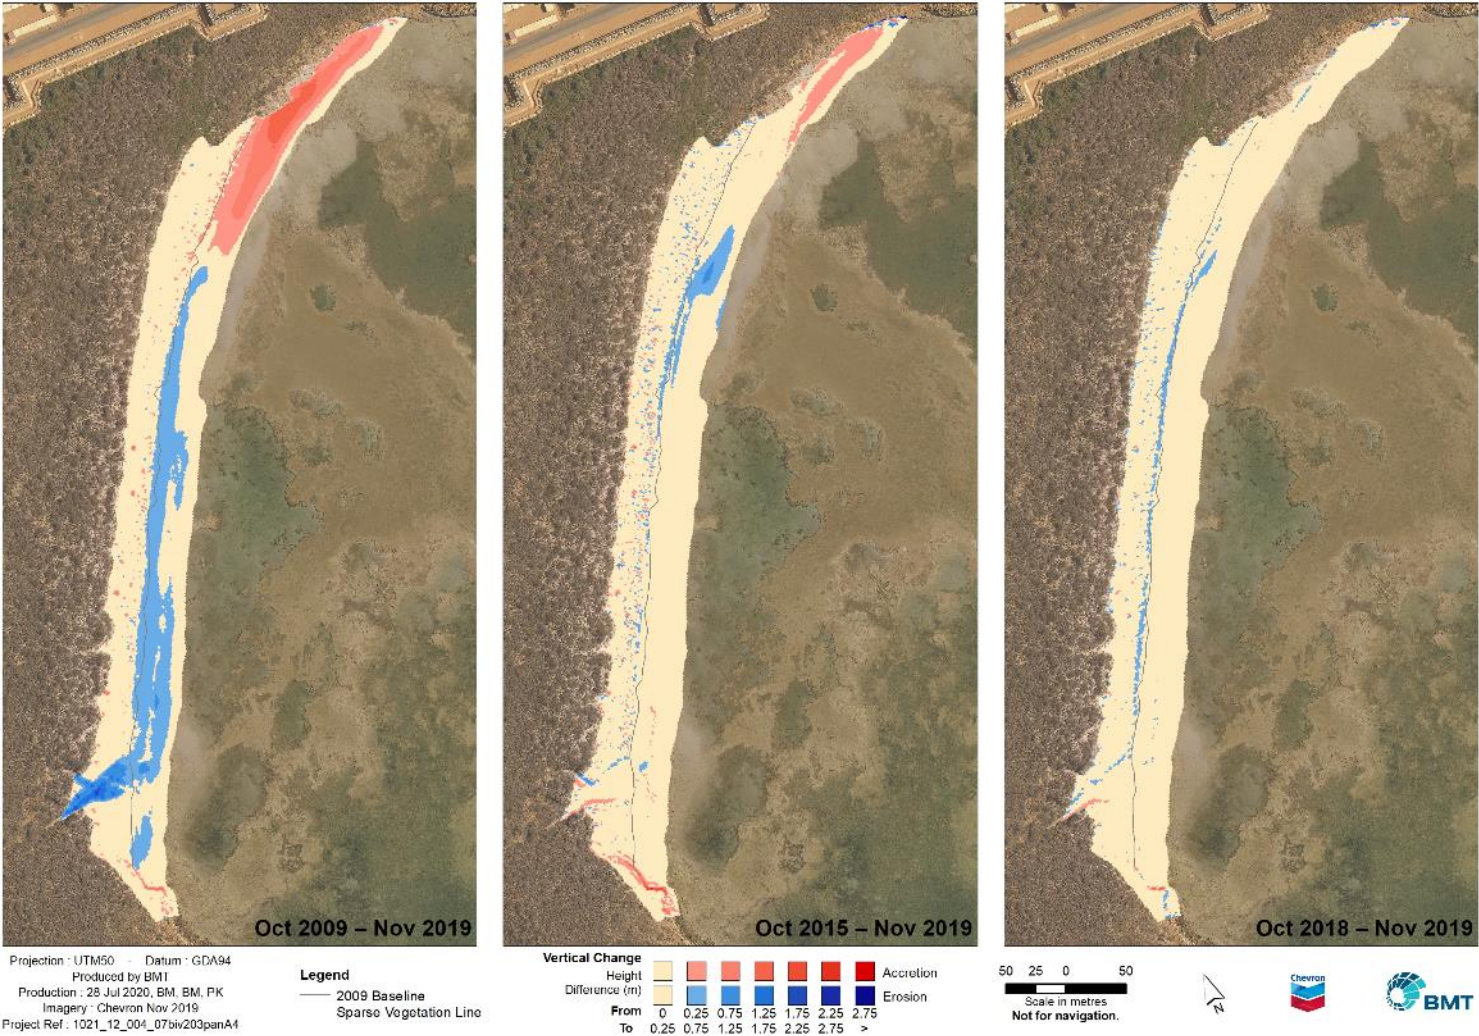 Oct 2009 – Nov 2019
Oct 2015 – Nov 2019
Oct 2018 – Nov 2019
Projection : UTM50 - Datum : GDA94
Produced by BMT
Production : 28 Jul 2020, BM, BM, PK
Imagery : Chevron Nov 2019
Project Ref : 1021_12_004_07biv203panA4
Legend
2009 Baseline
Sparse Vegetation Line
Vertical Change
Height
Difference (m)
Accretion
Erosion
From 0 0.25 0.75 1.25 1.75 2.25 2.75
To 0.25 0.75 1.25 1.75 2.25 2.75 >
50 25 0 50
Scale in metres
Not for navigation.
N
Chevron
BMT